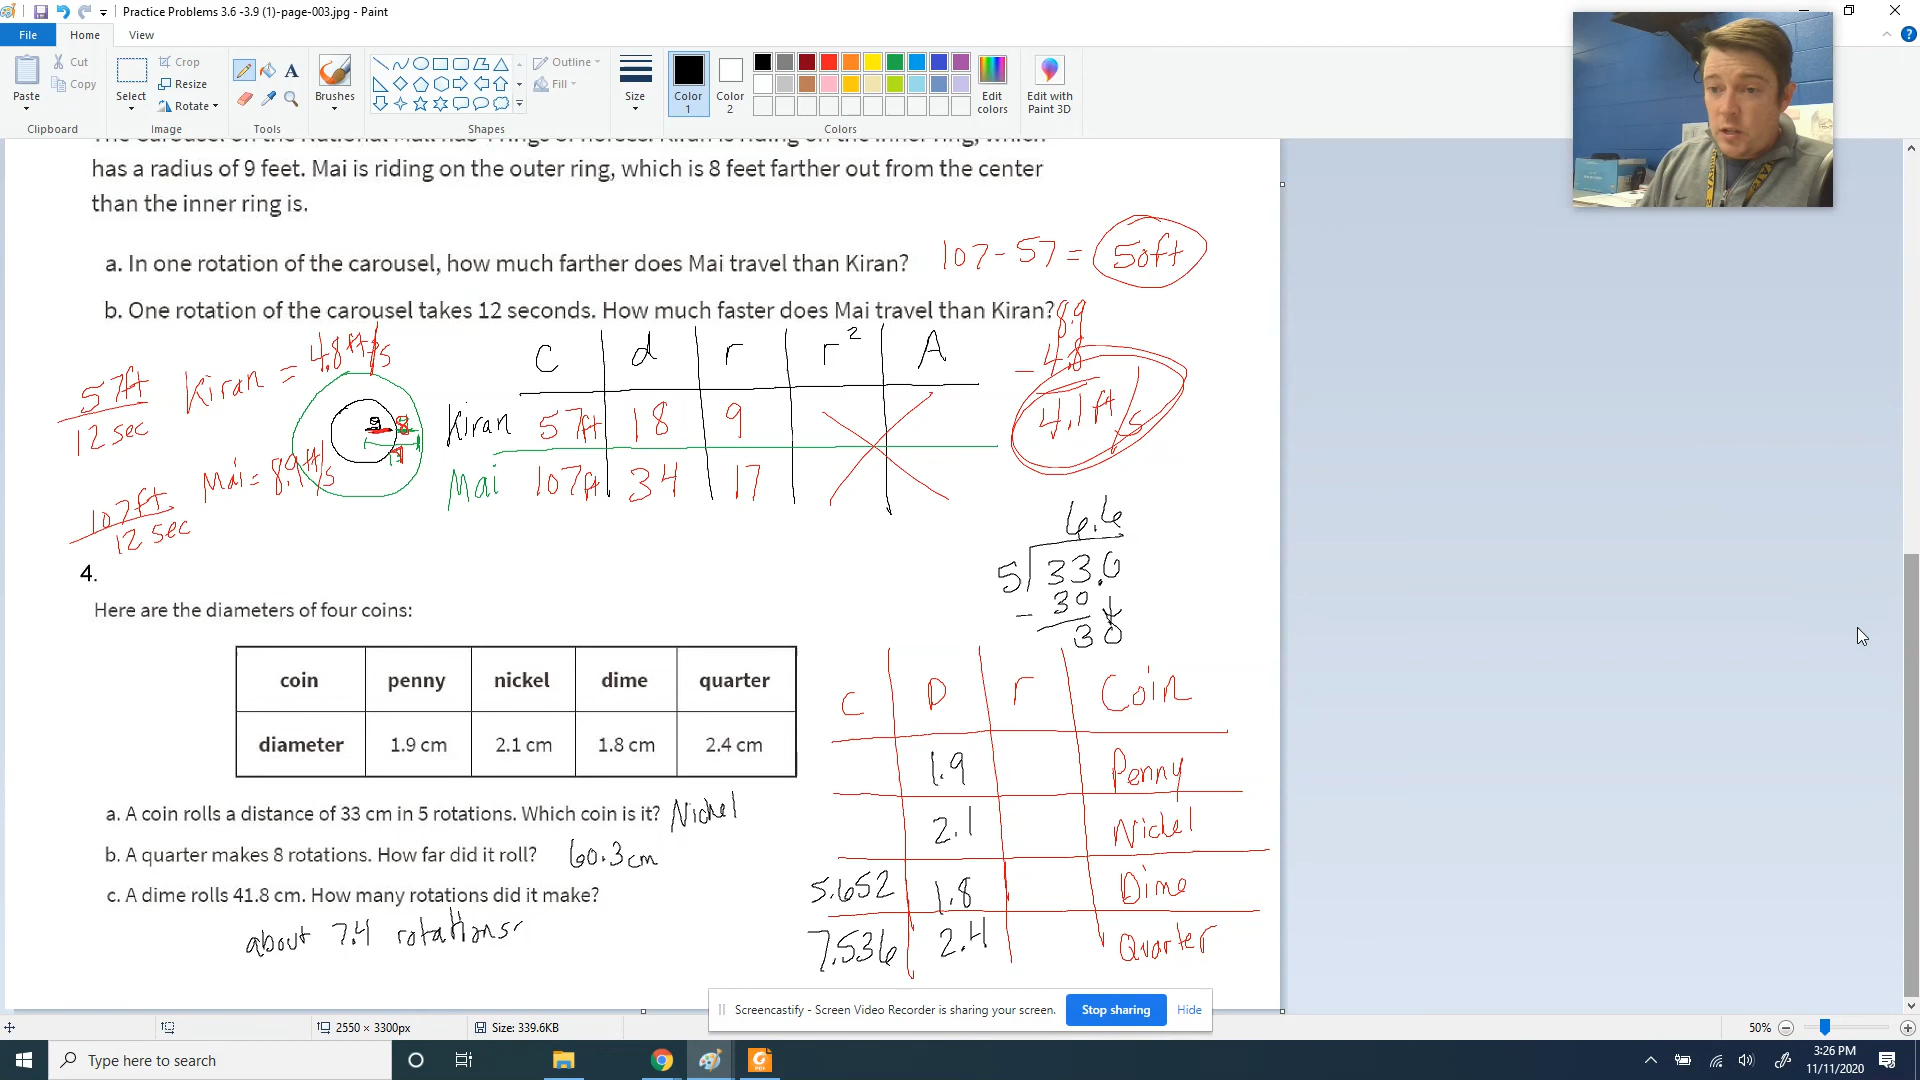 Practice Problems 3.6 -3.9 (1)-page-003.jpg - Paint
File Home View
Paste Cut Copy Clipboard
Select Crop Resize Rotate Image
Tools
Brushes
Outline Fill Shapes
Size
Color 1 Color 2 Edit colors Edit with Paint 3D Colors
has a radius of 9 feet. Mai is riding on the outer ring, which is 8 feet farther out from the center
than the inner ring is.
a. In one rotation of the carousel, how much farther does Mai travel than Kiran? 107 - 57 = 50ft
b. One rotation of the carousel takes 12 seconds. How much faster does Mai travel than Kiran?
8.9
- 4.8
4.1 ft/s
57ft
12 sec
Kiran = 4.8 ft/s
107ft
12 sec
Mai = 8.9ft/s
9 8
17
C d r r² A
Kiran 57ft 18 9
Mai 107ft 34 17
6.6
5 33.0
- 30
30
4.
Here are the diameters of four coins:
coin penny nickel dime quarter
diameter 1.9 cm 2.1 cm 1.8 cm 2.4 cm
a. A coin rolls a distance of 33 cm in 5 rotations. Which coin is it? Nickel
b. A quarter makes 8 rotations. How far did it roll? 60.3cm
c. A dime rolls 41.8 cm. How many rotations did it make?
about 7.4 rotations
C D r Coin
1.9 Penny
2.1 Nickel
5.652 1.8 Dime
7.536 2.4 Quarter
Screencastify - Screen Video Recorder is sharing your screen. Stop sharing Hide
2550 × 3300px Size: 339.6KB 50%
Type here to search
3:26 PM
11/11/2020